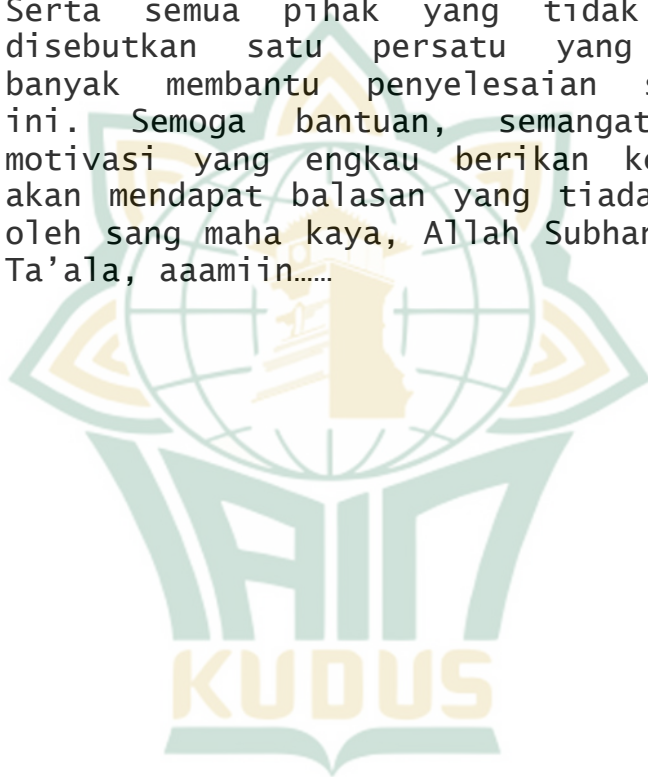 Serta semua pihak yang tidak
disebutkan satu persatu yang
banyak membantu penyelesaian
ini. Semoga bantuan, semangat
motivasi yang engkau berikan
akan mendapat balasan yang tiada
oleh sang maha kaya, Allah
Ta’ala, aaamiin……
IAIN
KUDUS